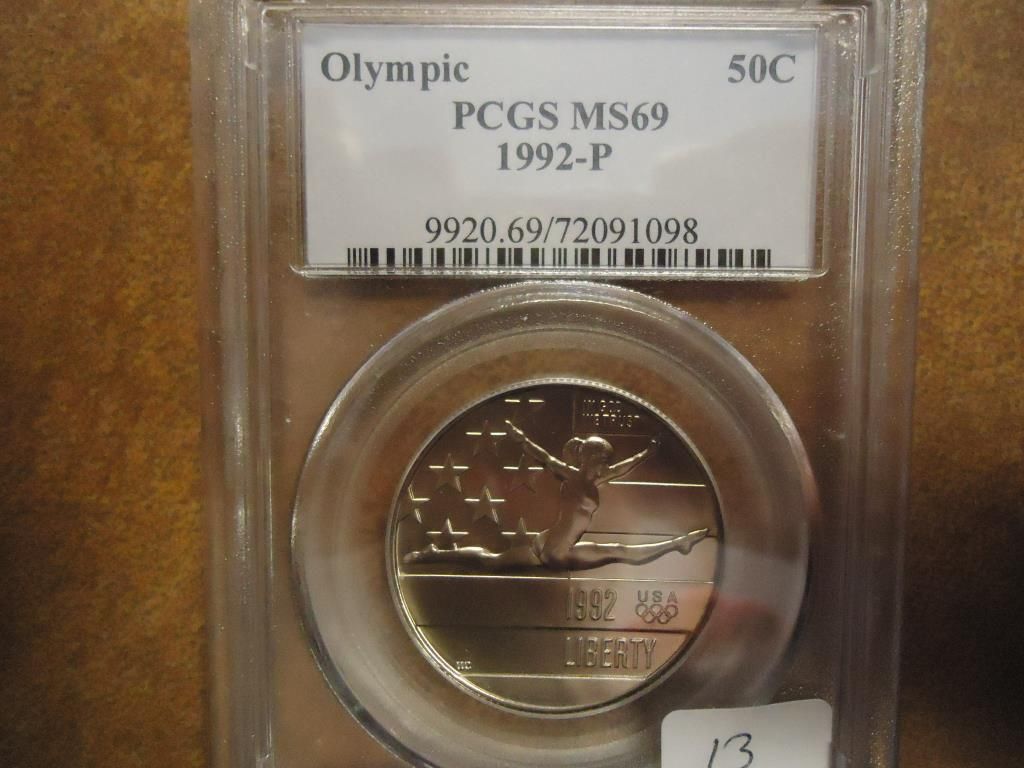 Olympic 50C
PCGS MS69
1992-P
9920.69/72091098
IN GOD
WE TRUST
1992 USA
LIBERTY
13